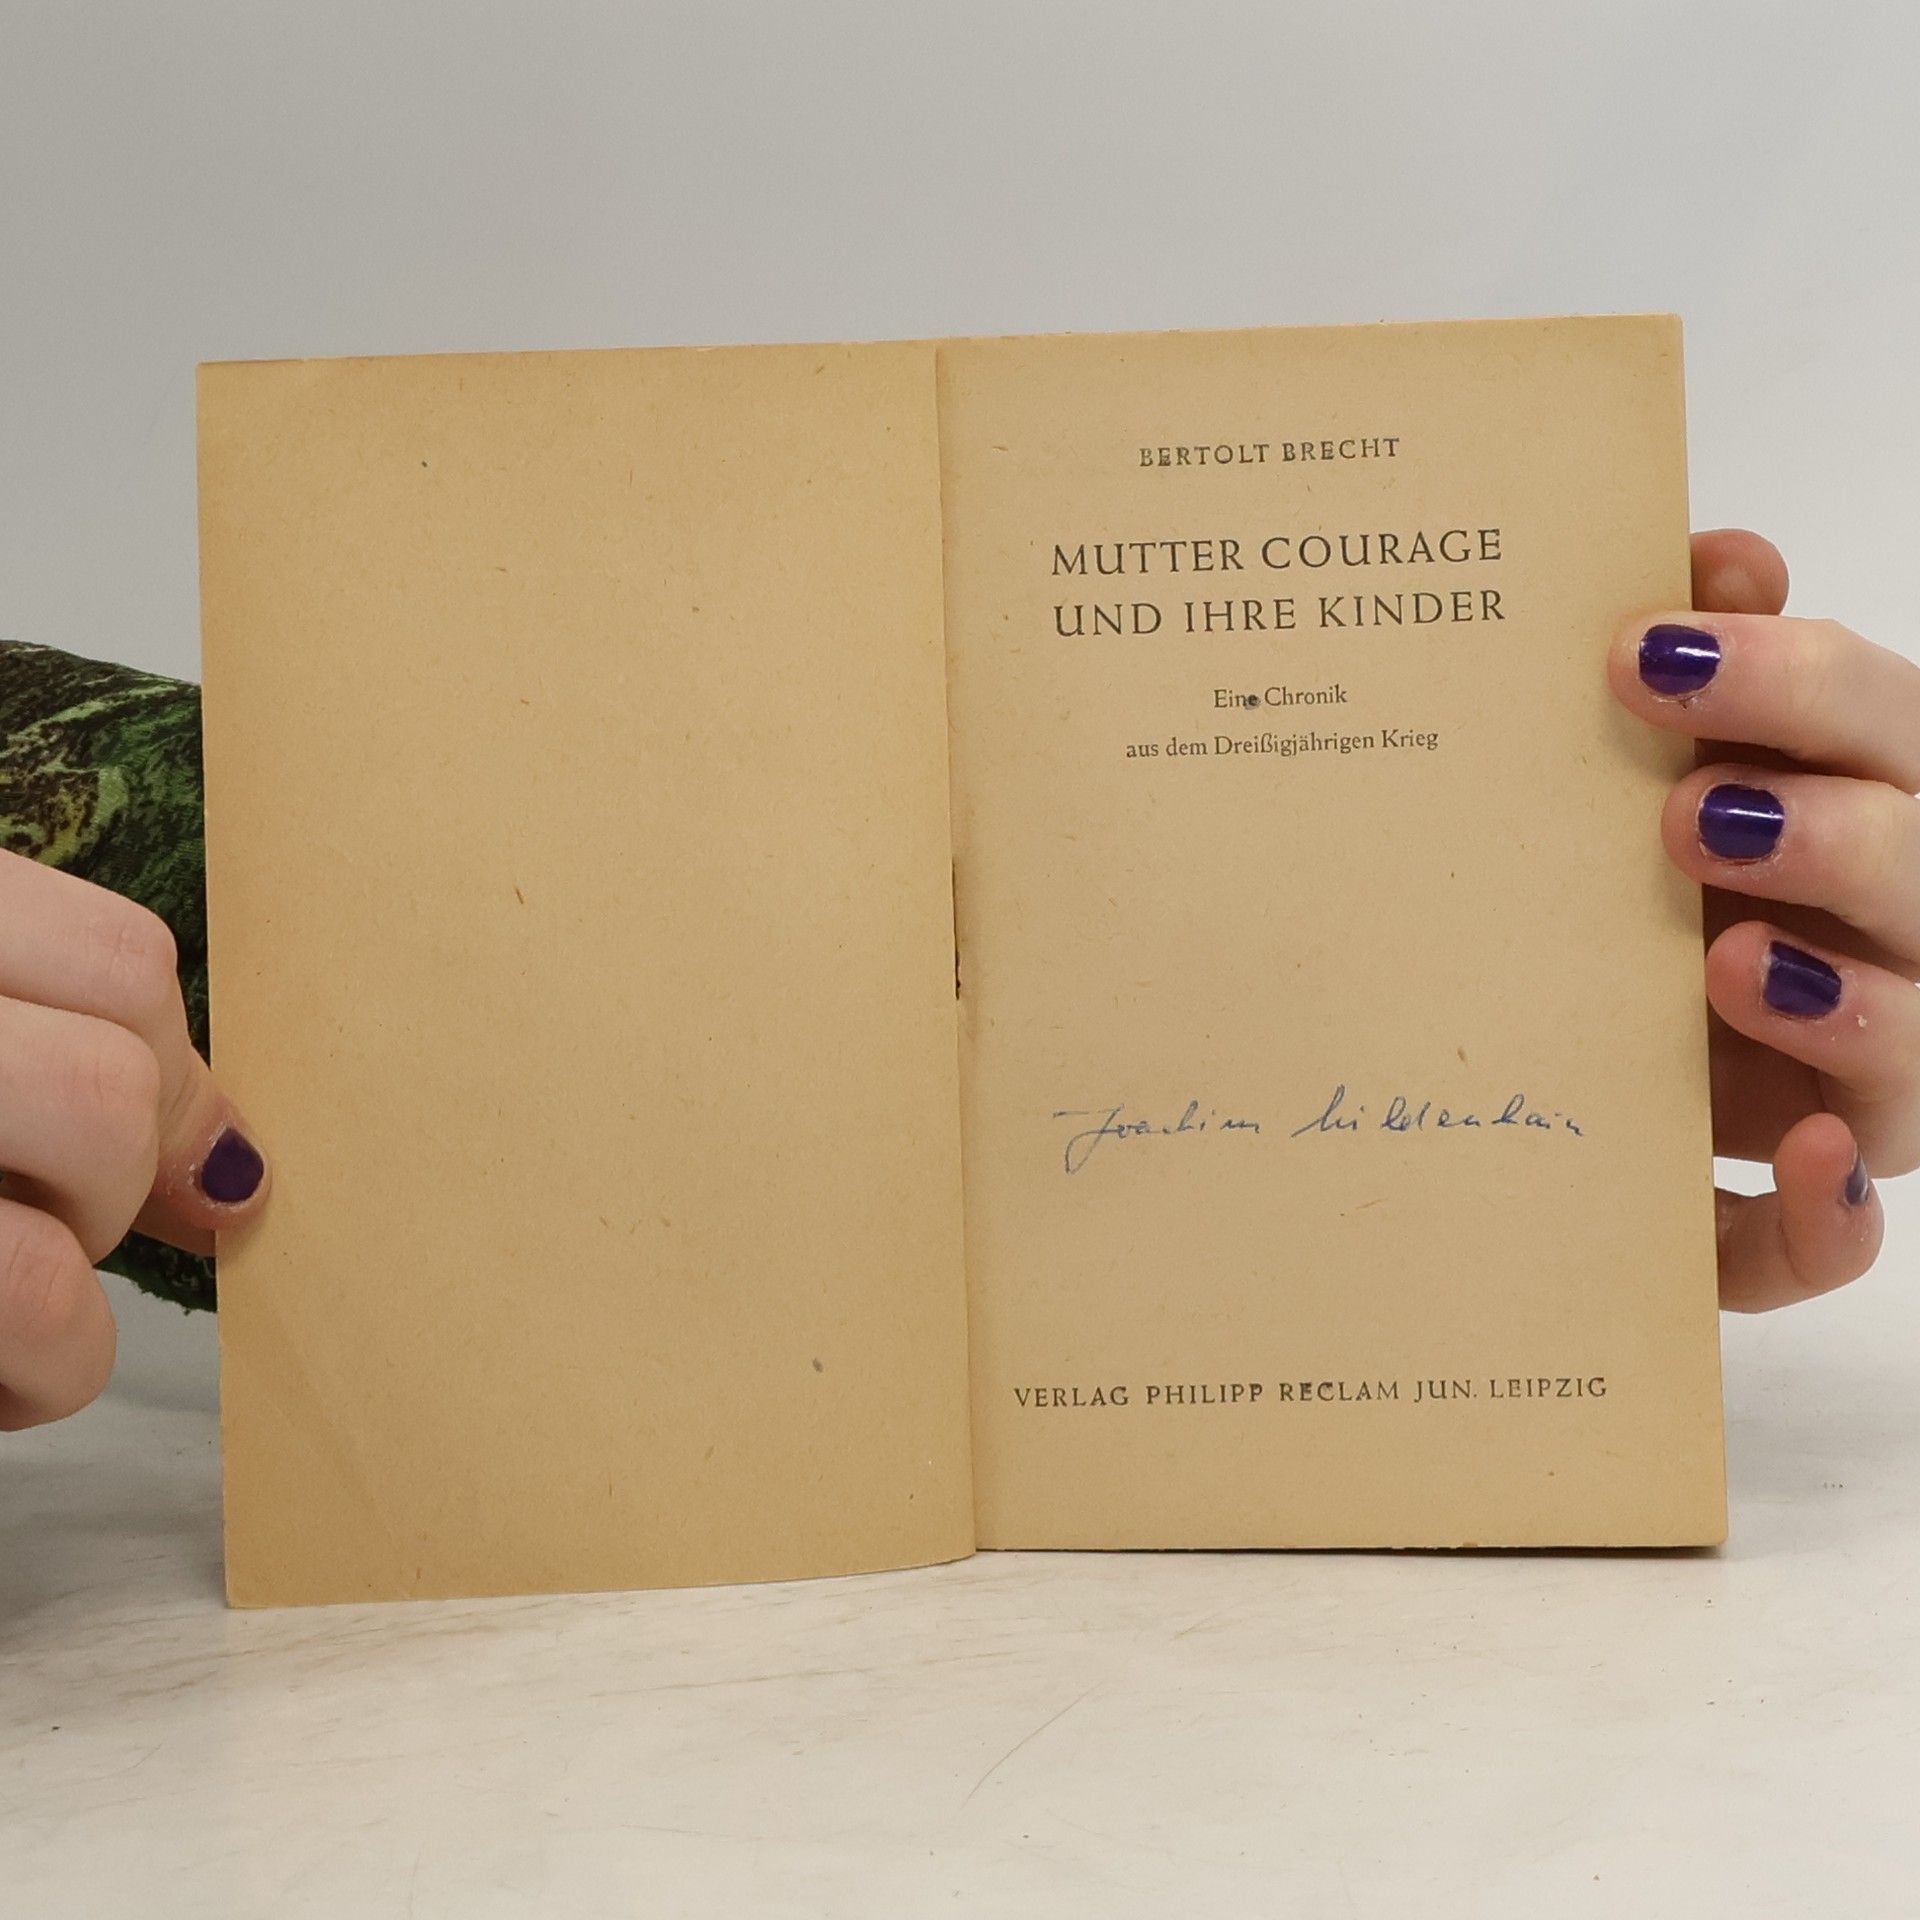 BERTOLT BRECHT
MUTTER COURAGE
UND IHRE KINDER
Eine Chronik
aus dem Dreißigjährigen Krieg
Joachim Hildenhain
VERLAG PHILIPP RECLAM JUN. LEIPZIG